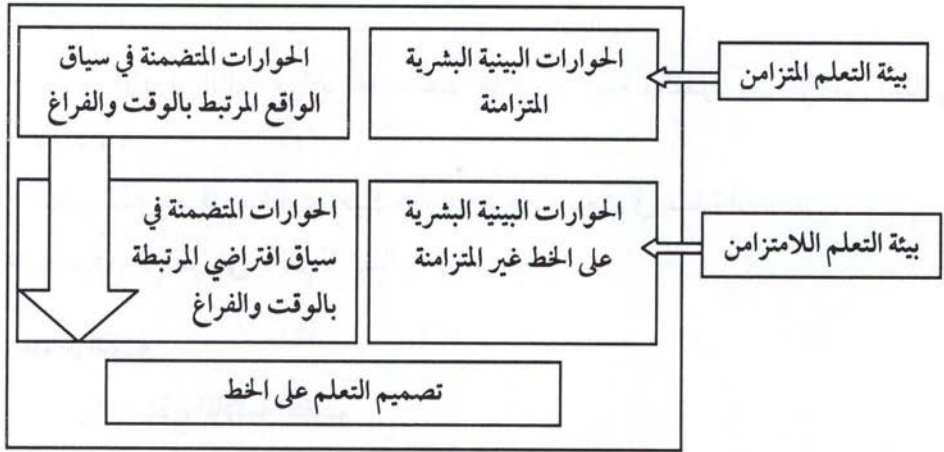 بيئة التعلم المتزامن
الحوارات البينية البشرية
المتزامنة
الحوارات المتضمنة في سياق
الواقع المرتبط بالوقت والفراغ
بيئة التعلم اللامتزامن
الحوارات البينية البشرية
على الخط غير المتزامنة
الحوارات المتضمنة في
سياق افتراضي المرتبطة
بالوقت والفراغ
تصميم التعلم على الخط